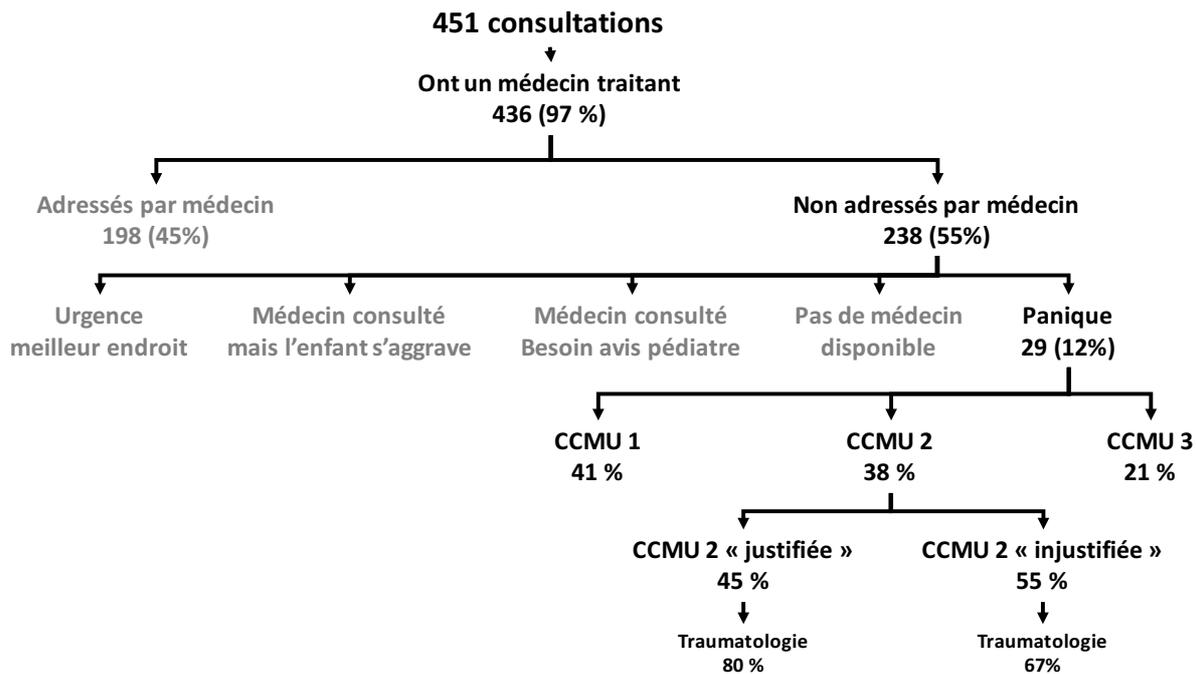 451 consultations
Ont un médecin traitant
436 (97 %)
Adressés par médecin
198 (45%)
Non adressés par médecin
238 (55%)
Urgence
meilleur endroit
Médecin consulté
mais l’enfant s’aggrave
Médecin consulté
Besoin avis pédiatre
Pas de médecin
disponible
Panique
29 (12%)
CCMU 1
41 %
CCMU 2
38 %
CCMU 3
21 %
CCMU 2 « justifiée »
45 %
CCMU 2 « injustifiée »
55 %
Traumatologie
80 %
Traumatologie
67%